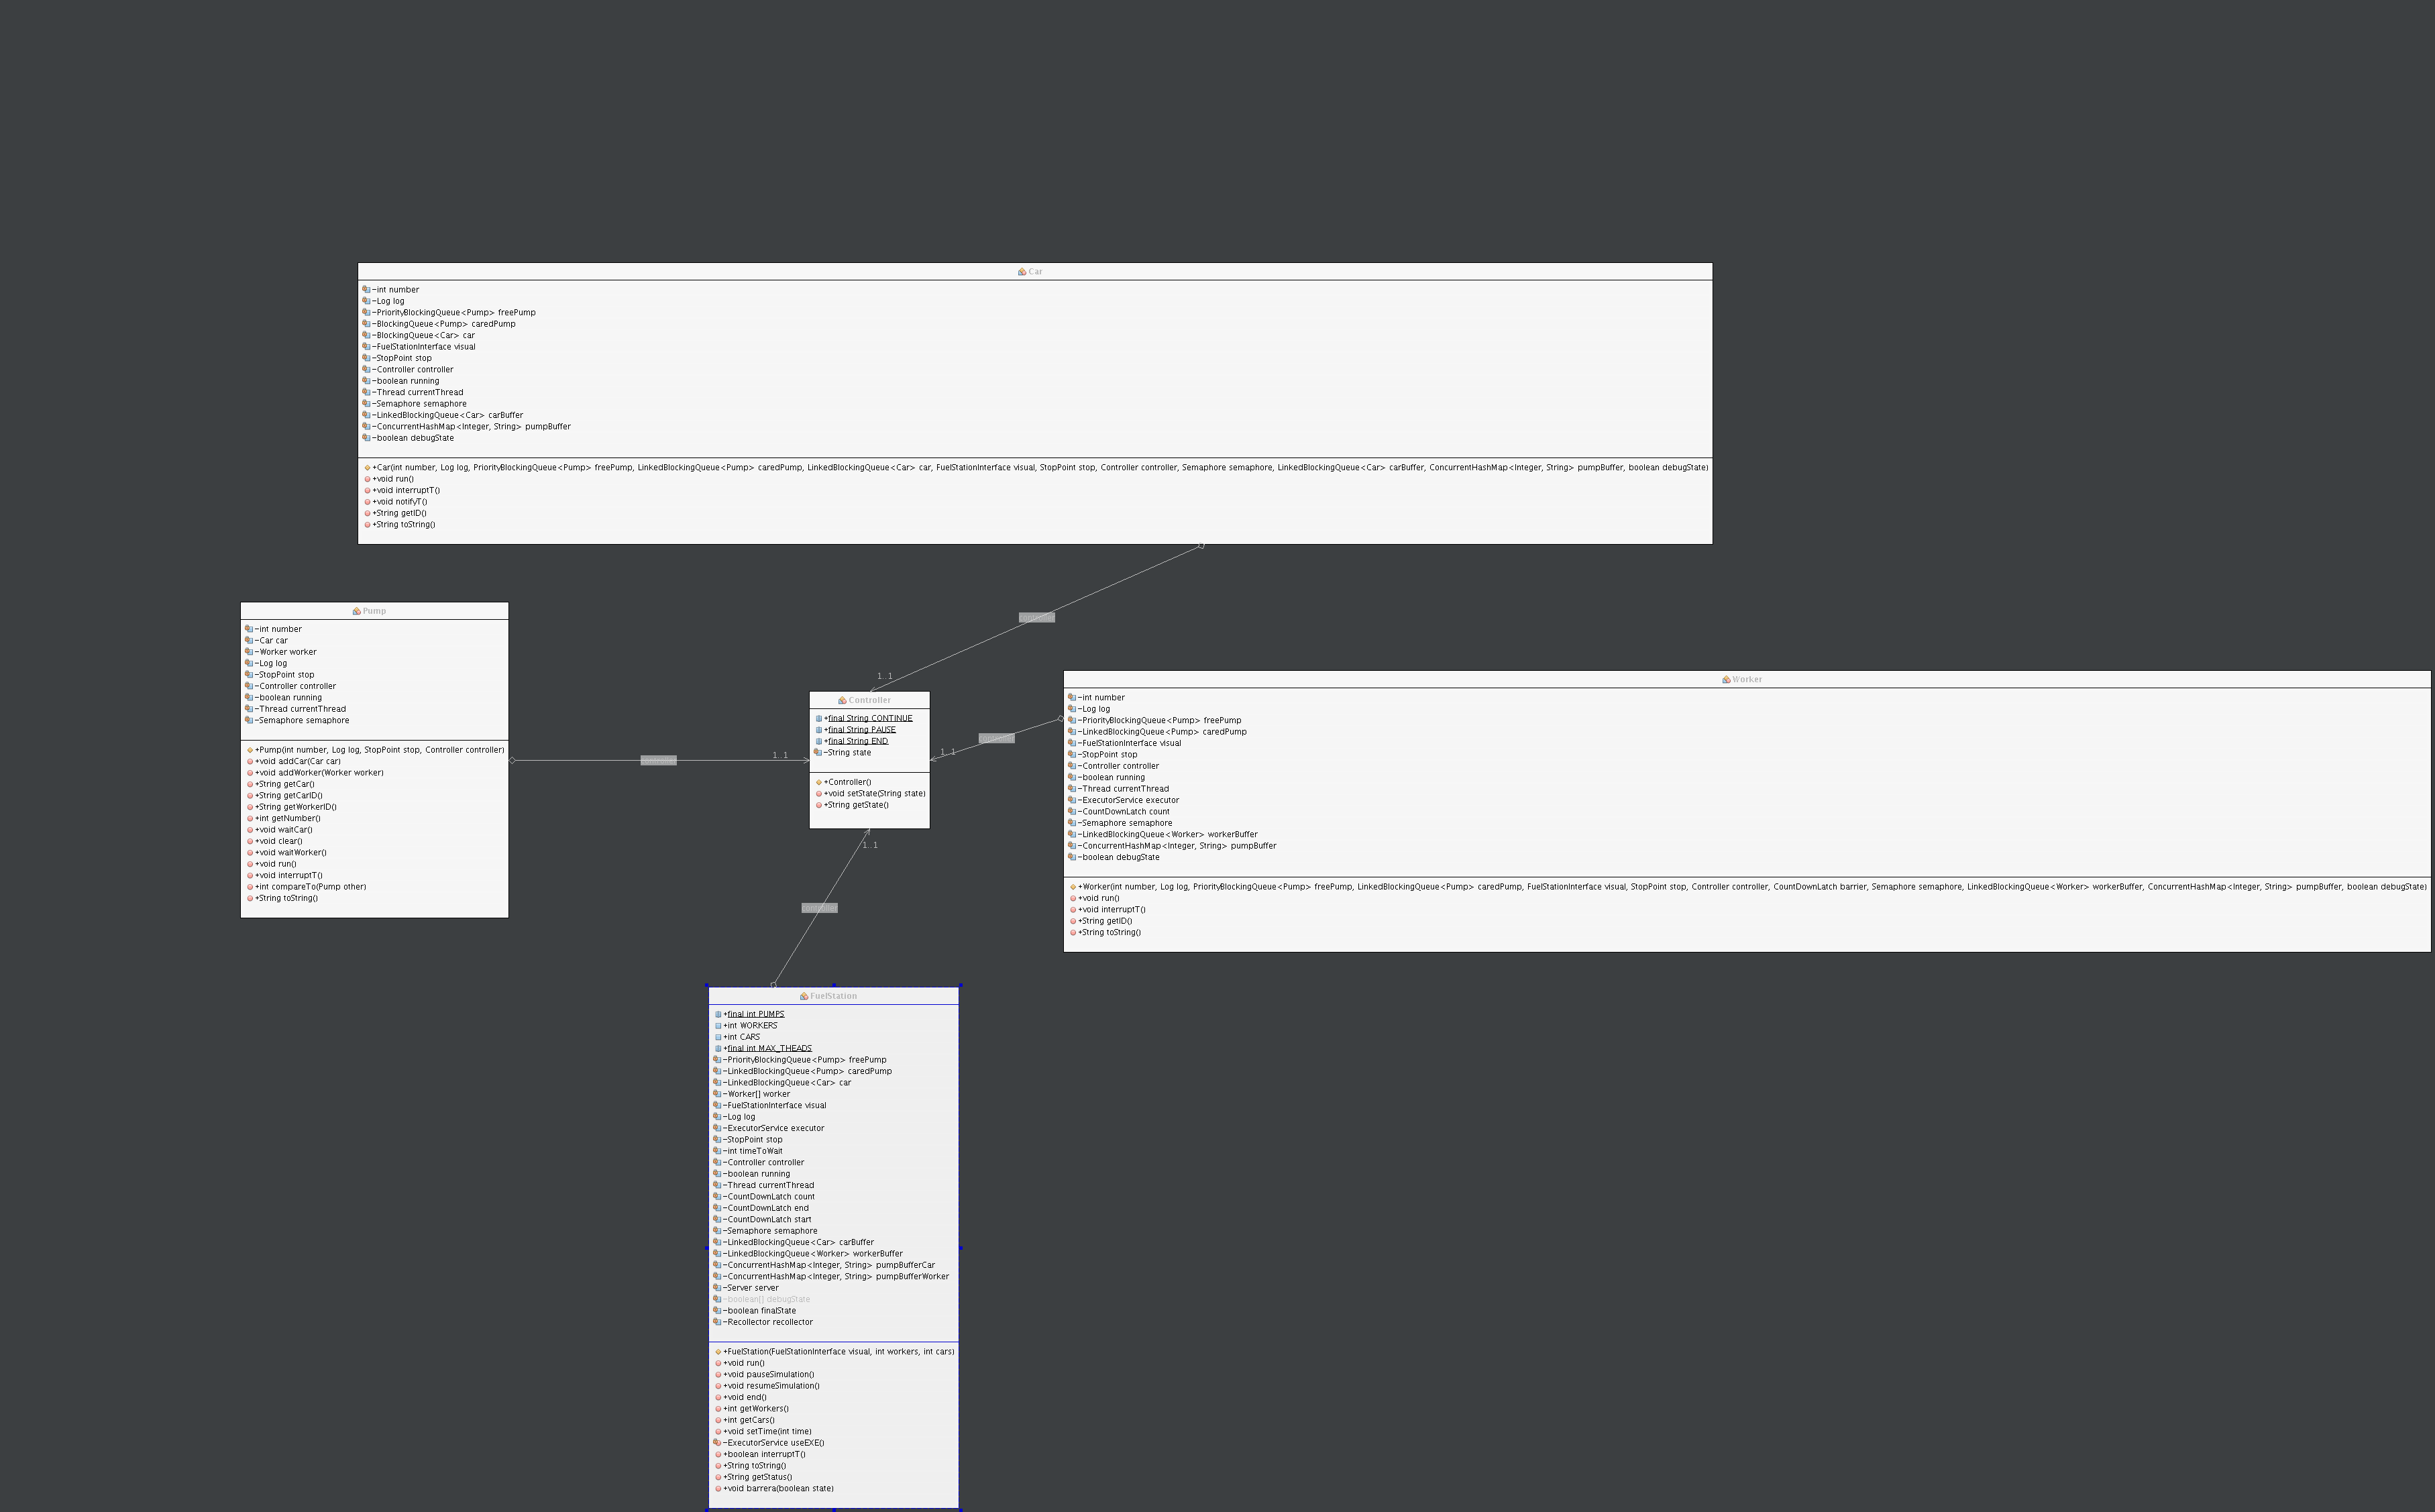 Car
-int number
-Log log
-PriorityBlockingQueue<Pump> freePump
-BlockingQueue<Pump> caredPump
-BlockingQueue<Car> car
-FuelStationInterface visual
-StopPoint stop
-Controller controller
-boolean running
-Thread currentThread
-Semaphore semaphore
-LinkedBlockingQueue<Car> carBuffer
-ConcurrentHashMap<Integer, String> pumpBuffer
-boolean debugState
+Car(int number, Log log, PriorityBlockingQueue<Pump> freePump, LinkedBlockingQueue<Pump> caredPump, LinkedBlockingQueue<Car> car, FuelStationInterface visual, StopPoint stop, Controller controller, Semaphore semaphore, LinkedBlockingQueue<Car> carBuffer, ConcurrentHashMap<Integer, String> pumpBuffer, boolean debugState)
+void run()
+void interruptT()
+void notifyT()
+String getID()
+String toString()
controller
1..1
Pump
-int number
-Car car
-Worker worker
-Log log
-StopPoint stop
-Controller controller
-boolean running
-Thread currentThread
-Semaphore semaphore
+Pump(int number, Log log, StopPoint stop, Controller controller)
+void addCar(Car car)
+void addWorker(Worker worker)
+String getCar()
+String getCarID()
+String getWorkerID()
+int getNumber()
+void waitCar()
+void clear()
+void waitWorker()
+void run()
+void interruptT()
+int compareTo(Pump other)
+String toString()
controller
1..1
Controller
+final String CONTINUE
+final String PAUSE
+final String END
-String state
+Controller()
+void setState(String state)
+String getState()
controller
1..1
Worker
-int number
-Log log
-PriorityBlockingQueue<Pump> freePump
-LinkedBlockingQueue<Pump> caredPump
-FuelStationInterface visual
-StopPoint stop
-Controller controller
-boolean running
-Thread currentThread
-ExecutorService executor
-CountDownLatch count
-Semaphore semaphore
-LinkedBlockingQueue<Worker> workerBuffer
-ConcurrentHashMap<Integer, String> pumpBuffer
-boolean debugState
+Worker(int number, Log log, PriorityBlockingQueue<Pump> freePump, LinkedBlockingQueue<Pump> caredPump, FuelStationInterface visual, StopPoint stop, Controller controller, CountDownLatch barrier, Semaphore semaphore, LinkedBlockingQueue<Worker> workerBuffer, ConcurrentHashMap<Integer, String> pumpBuffer, boolean debugState)
+void run()
+void interruptT()
+String getID()
+String toString()
1..1
controller
FuelStation
+final int PUMPS
+int WORKERS
+int CARS
+final int MAX_THEADS
-PriorityBlockingQueue<Pump> freePump
-LinkedBlockingQueue<Pump> caredPump
-LinkedBlockingQueue<Car> car
-Worker[] worker
-FuelStationInterface visual
-Log log
-ExecutorService executor
-StopPoint stop
-int timeToWait
-Controller controller
-boolean running
-Thread currentThread
-CountDownLatch count
-CountDownLatch end
-CountDownLatch start
-Semaphore semaphore
-LinkedBlockingQueue<Car> carBuffer
-LinkedBlockingQueue<Worker> workerBuffer
-ConcurrentHashMap<Integer, String> pumpBufferCar
-ConcurrentHashMap<Integer, String> pumpBufferWorker
-Server server
-boolean[] debugState
-boolean finalState
-Recollector recollector
+FuelStation(FuelStationInterface visual, int workers, int cars)
+void run()
+void pauseSimulation()
+void resumeSimulation()
+void end()
+int getWorkers()
+int getCars()
+void setTime(int time)
-ExecutorService useEXE()
+boolean interruptT()
+String toString()
+String getStatus()
+void barrera(boolean state)